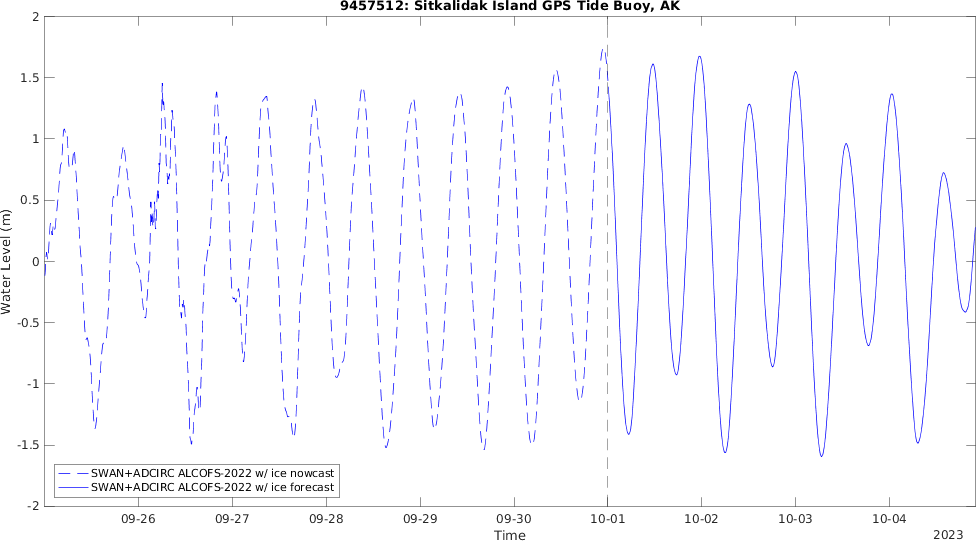 9457512: Sitkalidak Island GPS Tide Buoy, AK
2
1.5
1
0.5
0
-0.5
-1
-1.5
-2
Water Level (m)
SWAN+ADCIRC ALCOFS-2022 w/ ice nowcast
SWAN+ADCIRC ALCOFS-2022 w/ ice forecast
09-26 09-27 09-28 09-29 09-30 10-01 10-02 10-03 10-04
Time
2023